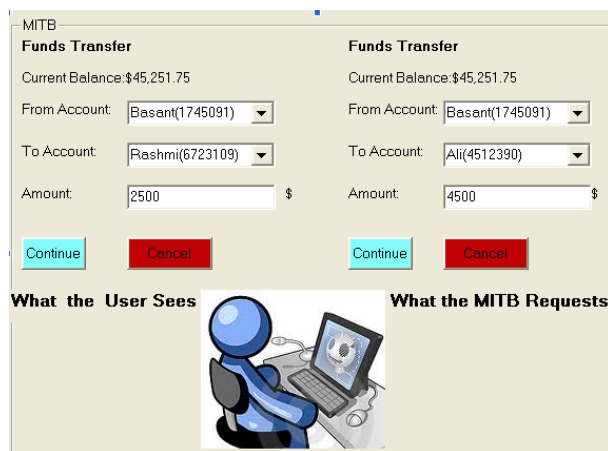 MITB
Funds Transfer
Current Balance:$45,251.75
From Account: Basant(1745091)
To Account: Rashmi(6723109)
Amount: 2500 $
Continue Cancel
What the User Sees
Funds Transfer
Current Balance:$45,251.75
From Account: Basant(1745091)
To Account: Ali(4512390)
Amount: 4500 $
Continue Cancel
What the MITB Requests